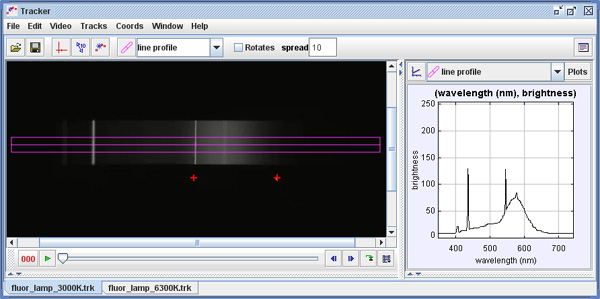 Tracker
File Edit Video Tracks Coords Window Help
line profile Rotates spread 10
line profile Plots
(wavelength (nm), brightness)
250
200
150
100
50
0
brightness
400 500 600 700
wavelength (nm)
000
fluor_lamp_3000K.trk fluor_lamp_6300K.trk